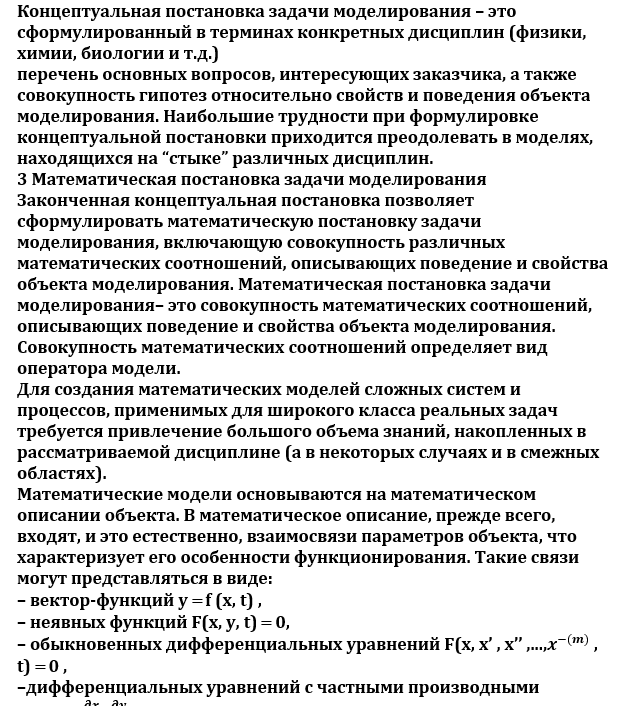 Концептуальная постановка задачи моделирования – это
сформулированный в терминах конкретных дисциплин (физики,
химии, биологии и т.д.)
перечень основных вопросов, интересующих заказчика, а также
совокупность гипотез относительно свойств и поведения объекта
моделирования. Наибольшие трудности при формулировке
концептуальной постановки приходится преодолевать в моделях,
находящихся на “стыке” различных дисциплин.
3 Математическая постановка задачи моделирования
Законченная концептуальная постановка позволяет
сформулировать математическую постановку задачи
моделирования, включающую совокупность различных
математических соотношений, описывающих поведение и свойства
объекта моделирования. Математическая постановка задачи
моделирования– это совокупность математических соотношений,
описывающих поведение и свойства объекта моделирования.
Совокупность математических соотношений определяет вид
оператора модели.
Для создания математических моделей сложных систем и
процессов, применимых для широкого класса реальных задач
требуется привлечение большого объема знаний, накопленных в
рассматриваемой дисциплине (а в некоторых случаях и в смежных
областях).
Математические модели основываются на математическом
описании объекта. В математическое описание, прежде всего,
входят, и это естественно, взаимосвязи параметров объекта, что
характеризует его особенности функционирования. Такие связи
могут представляться в виде:
– вектор-функций y = f (x, t) ,
– неявных функций F(x, y, t) = 0,
– обыкновенных дифференциальных уравнений F(x, x’ , x’’ ,...,x⁻⁽ᵐ⁾ ,
t) = 0 ,
–дифференциальных уравнений с частными производными